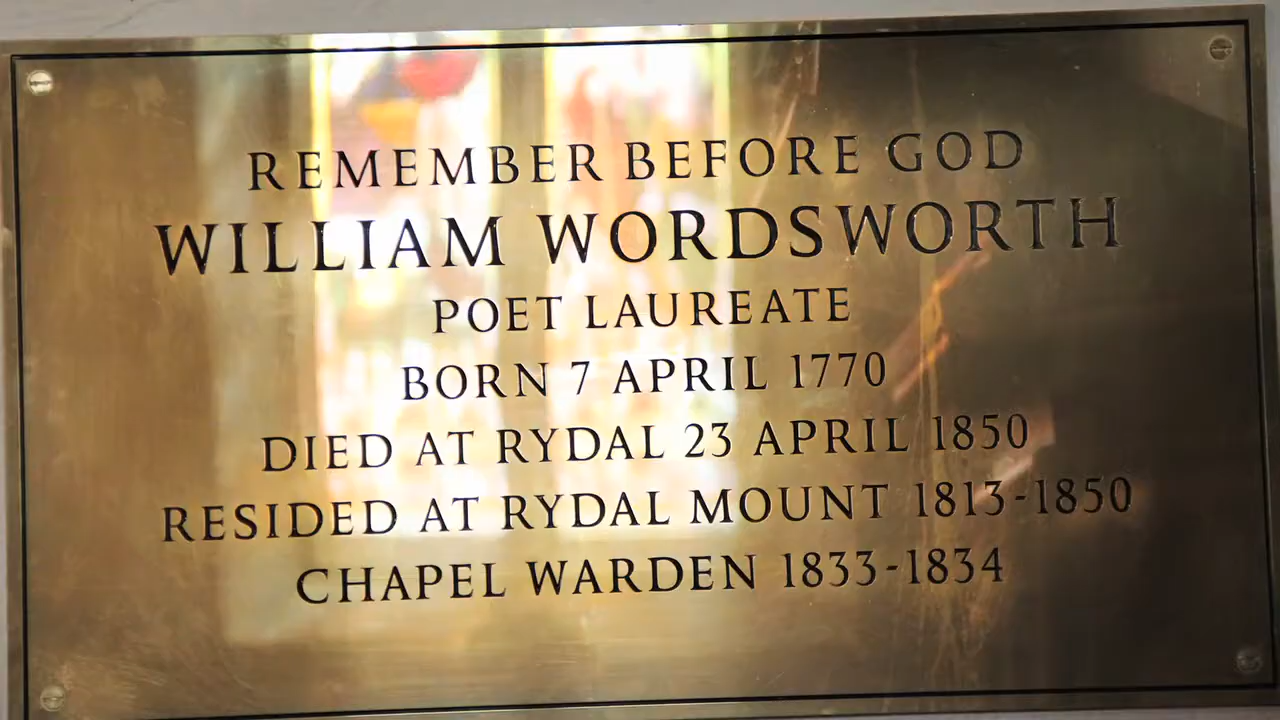 REMEMBER BEFORE GOD
WILLIAM WORDSWORTH
POET LAUREATE
BORN 7 APRIL 1770
DIED AT RYDAL 23 APRIL 1850
RESIDED AT RYDAL MOUNT 1813-1850
CHAPEL WARDEN 1833-1834